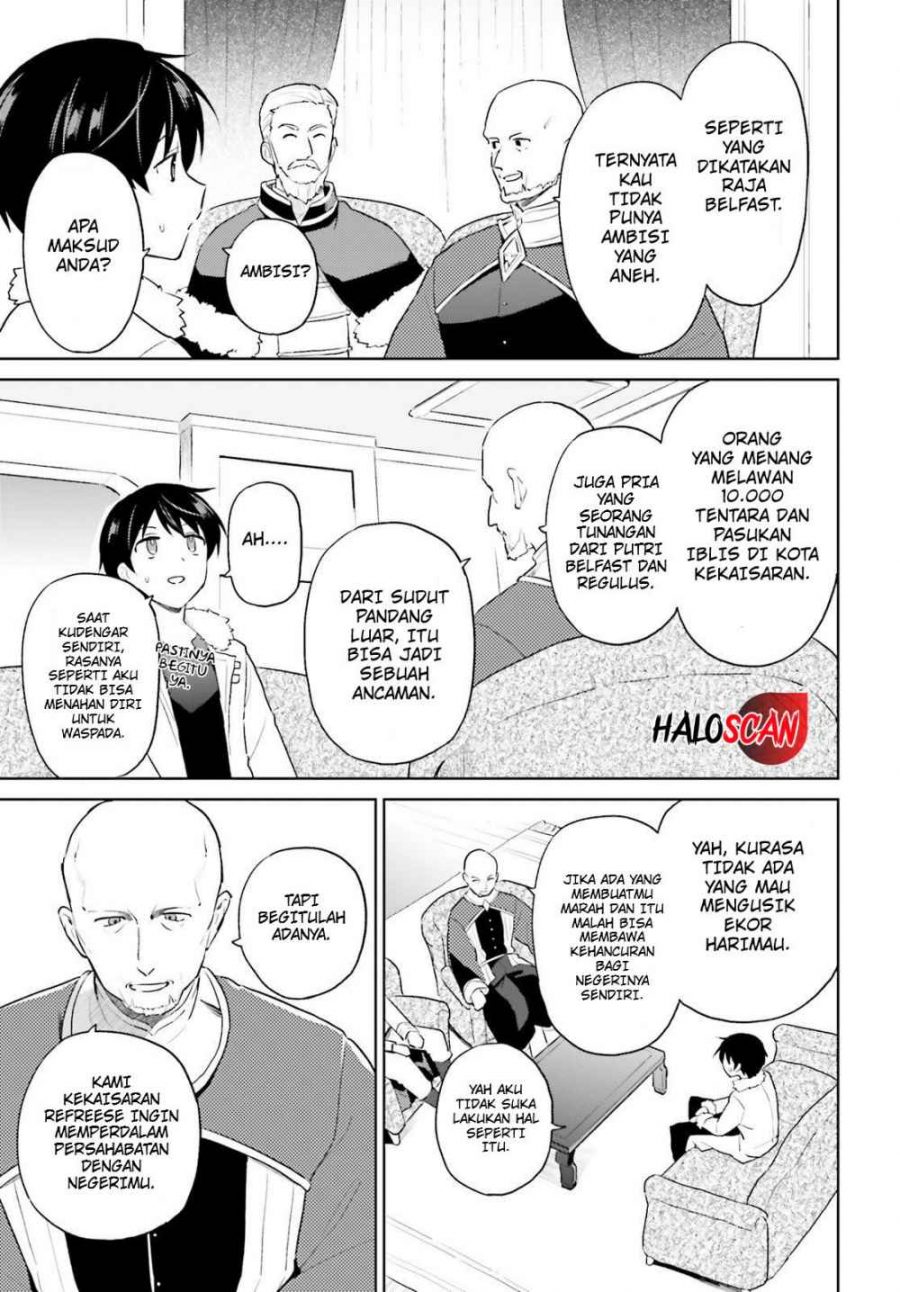 SEPERTI
YANG
DIKATAKAN
RAJA
BELFAST.
TERNYATA
KAU
TIDAK
PUNYA
AMBISI
YANG
ANEH.
AMBISI?
APA
MAKSUD
ANDA?
ORANG
YANG MENANG
MELAWAN
10.000
TENTARA DAN
PASUKAN
IBLIS DI KOTA
KEKAISARAN.
JUGA PRIA
YANG
SEORANG
TUNANGAN
DARI PUTRI
BELFAST DAN
REGULUS.
DARI SUDUT
PANDANG
LUAR, ITU
BISA JADI
SEBUAH
ANCAMAN.
AH....
PASTINYA
BEGITU
YA.
SAAT
KUDENGAR
SENDIRI,
RASANYA
SEPERTI AKU
TIDAK BISA
MENAHAN DIRI
UNTUK
WASPADA.
HALOSCAN
YAH, KURASA
TIDAK ADA
YANG MAU
MENGUSIK
EKOR
HARIMAU.
JIKA ADA YANG
MEMBUATMU
MARAH DAN ITU
MALAH BISA
MEMBAWA
KEHANCURAN
BAGI
NEGERINYA
SENDIRI.
YAH AKU
TIDAK SUKA
LAKUKAN HAL
SEPERTI
ITU.
TAPI
BEGITULAH
ADANYA.
KAMI
KEKAISARAN
REFREESE INGIN
MEMPERDALAM
PERSAHABATAN
DENGAN
NEGERIMU.